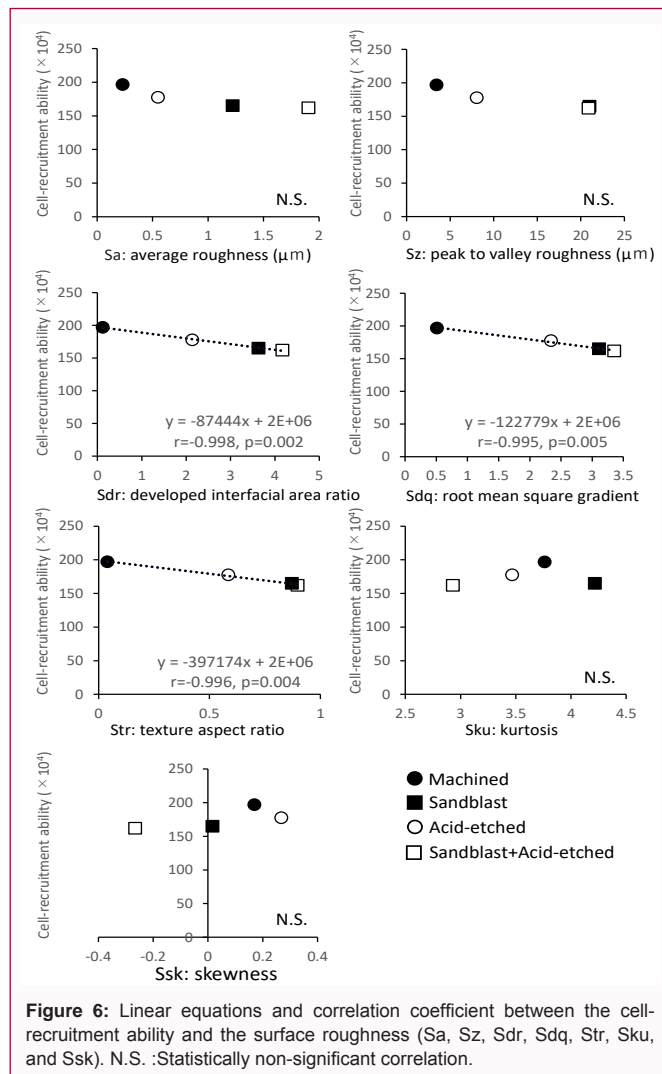 Cell-recruitment ability (×10⁴)
250
200
150
100
50
0
N.S.
0 0.5 1 1.5 2
Sa: average roughness (μm)
Cell-recruitment ability (×10⁴)
250
200
150
100
50
0
N.S.
0 5 10 15 20 25
Sz: peak to valley roughness (μm)
Cell-recruitment ability (×10⁴)
250
200
150
100
50
0
y = -87444x + 2E+06
r=-0.998, p=0.002
0 1 2 3 4 5
Sdr: developed interfacial area ratio
Cell-recruitment ability (×10⁴)
250
200
150
100
50
0
y = -122779x + 2E+06
r=-0.995, p=0.005
0 0.5 1 1.5 2 2.5 3 3.5
Sdq: root mean square gradient
Cell-recruitment ability (×10⁴)
250
200
150
100
50
0
y = -397174x + 2E+06
r=-0.996, p=0.004
0 0.5 1
Str: texture aspect ratio
Cell-recruitment ability (×10⁴)
250
200
150
100
50
0
N.S.
2.5 3 3.5 4 4.5
Sku: kurtosis
Cell-recruitment ability (×10⁴)
250
200
150
100
50
0
N.S.
-0.4 -0.2 0 0.2 0.4
Ssk: skewness
Machined
Sandblast
Acid-etched
Sandblast+Acid-etched
Figure 6: Linear equations and correlation coefficient between the cell-
recruitment ability and the surface roughness (Sa, Sz, Sdr, Sdq, Str, Sku,
and Ssk). N.S. :Statistically non-significant correlation.